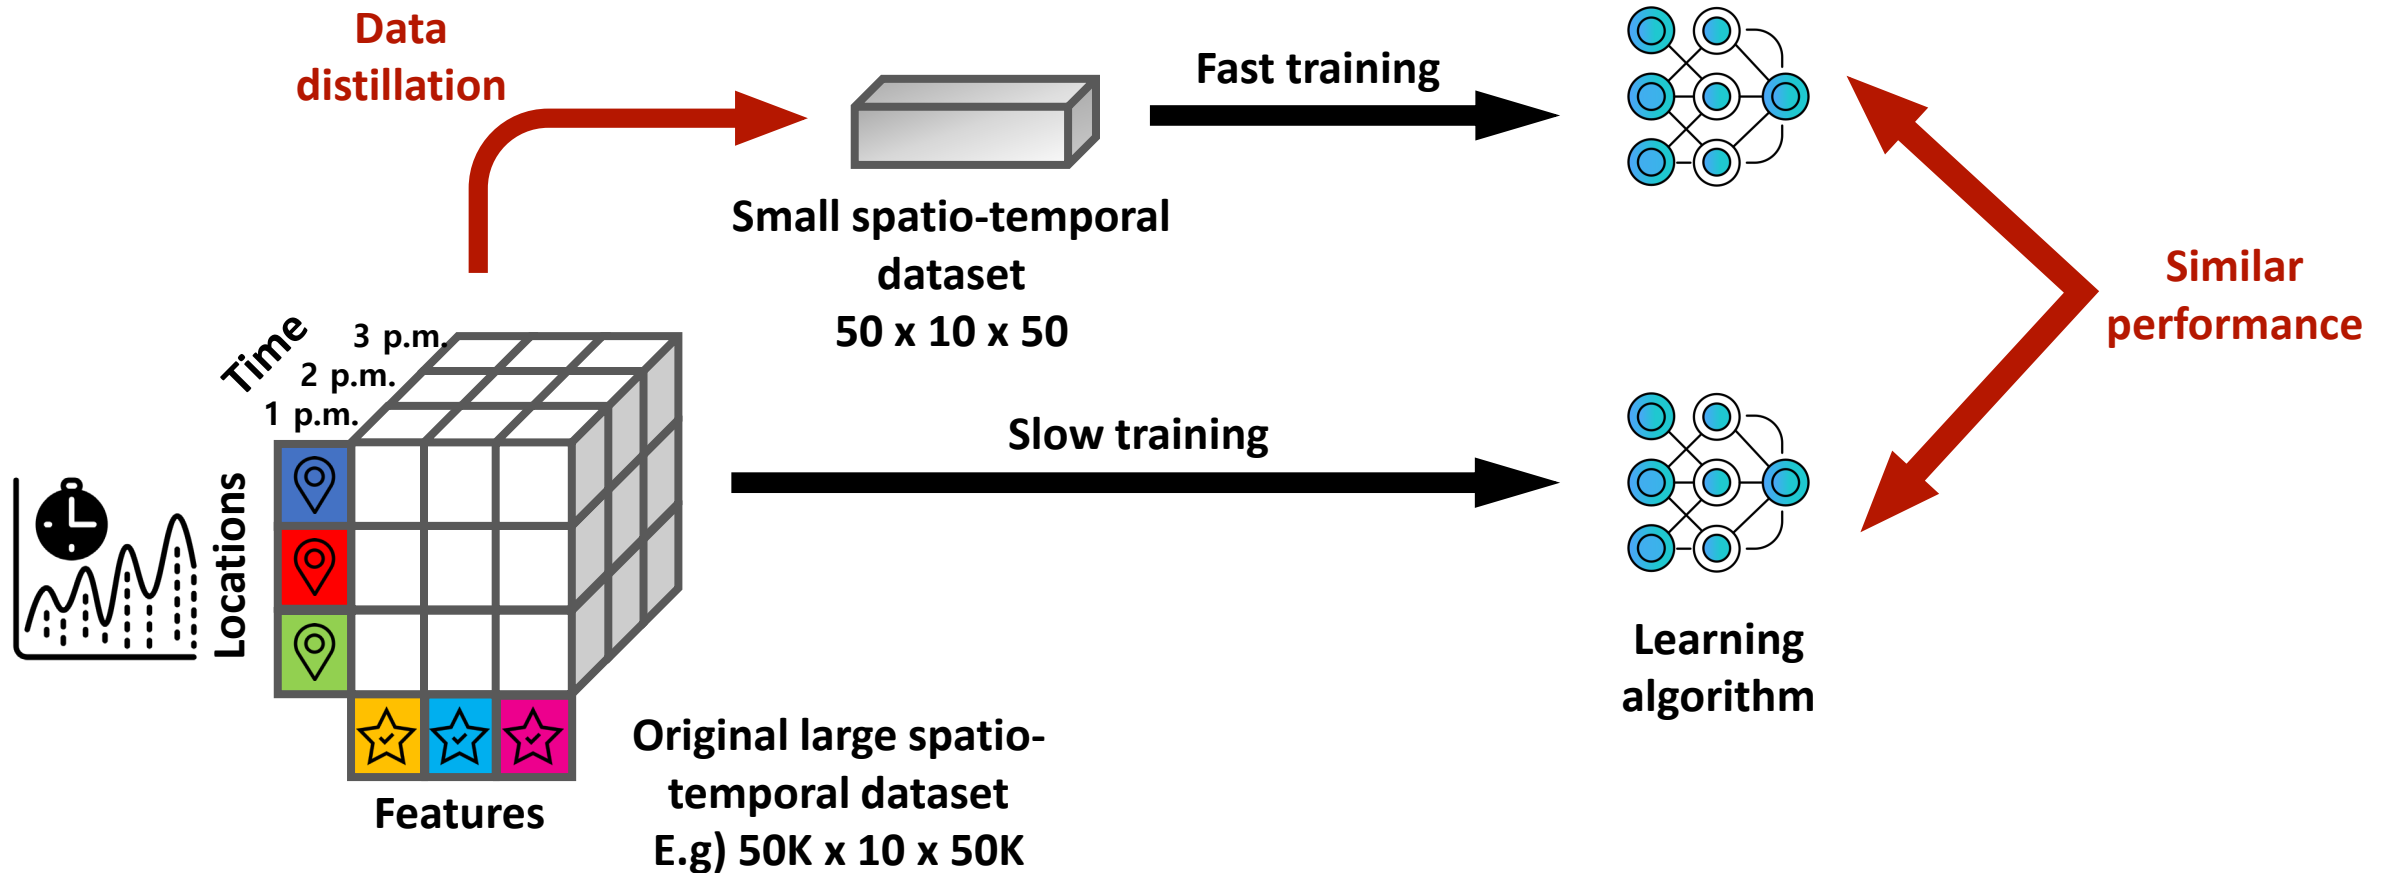 Data
distillation
Fast training
Small spatio-temporal
dataset
50 x 10 x 50
Similar
performance
Time
3 p.m.
2 p.m.
1 p.m.
Slow training
Locations
Features
Original large spatio-
temporal dataset
E.g) 50K x 10 x 50K
Learning
algorithm